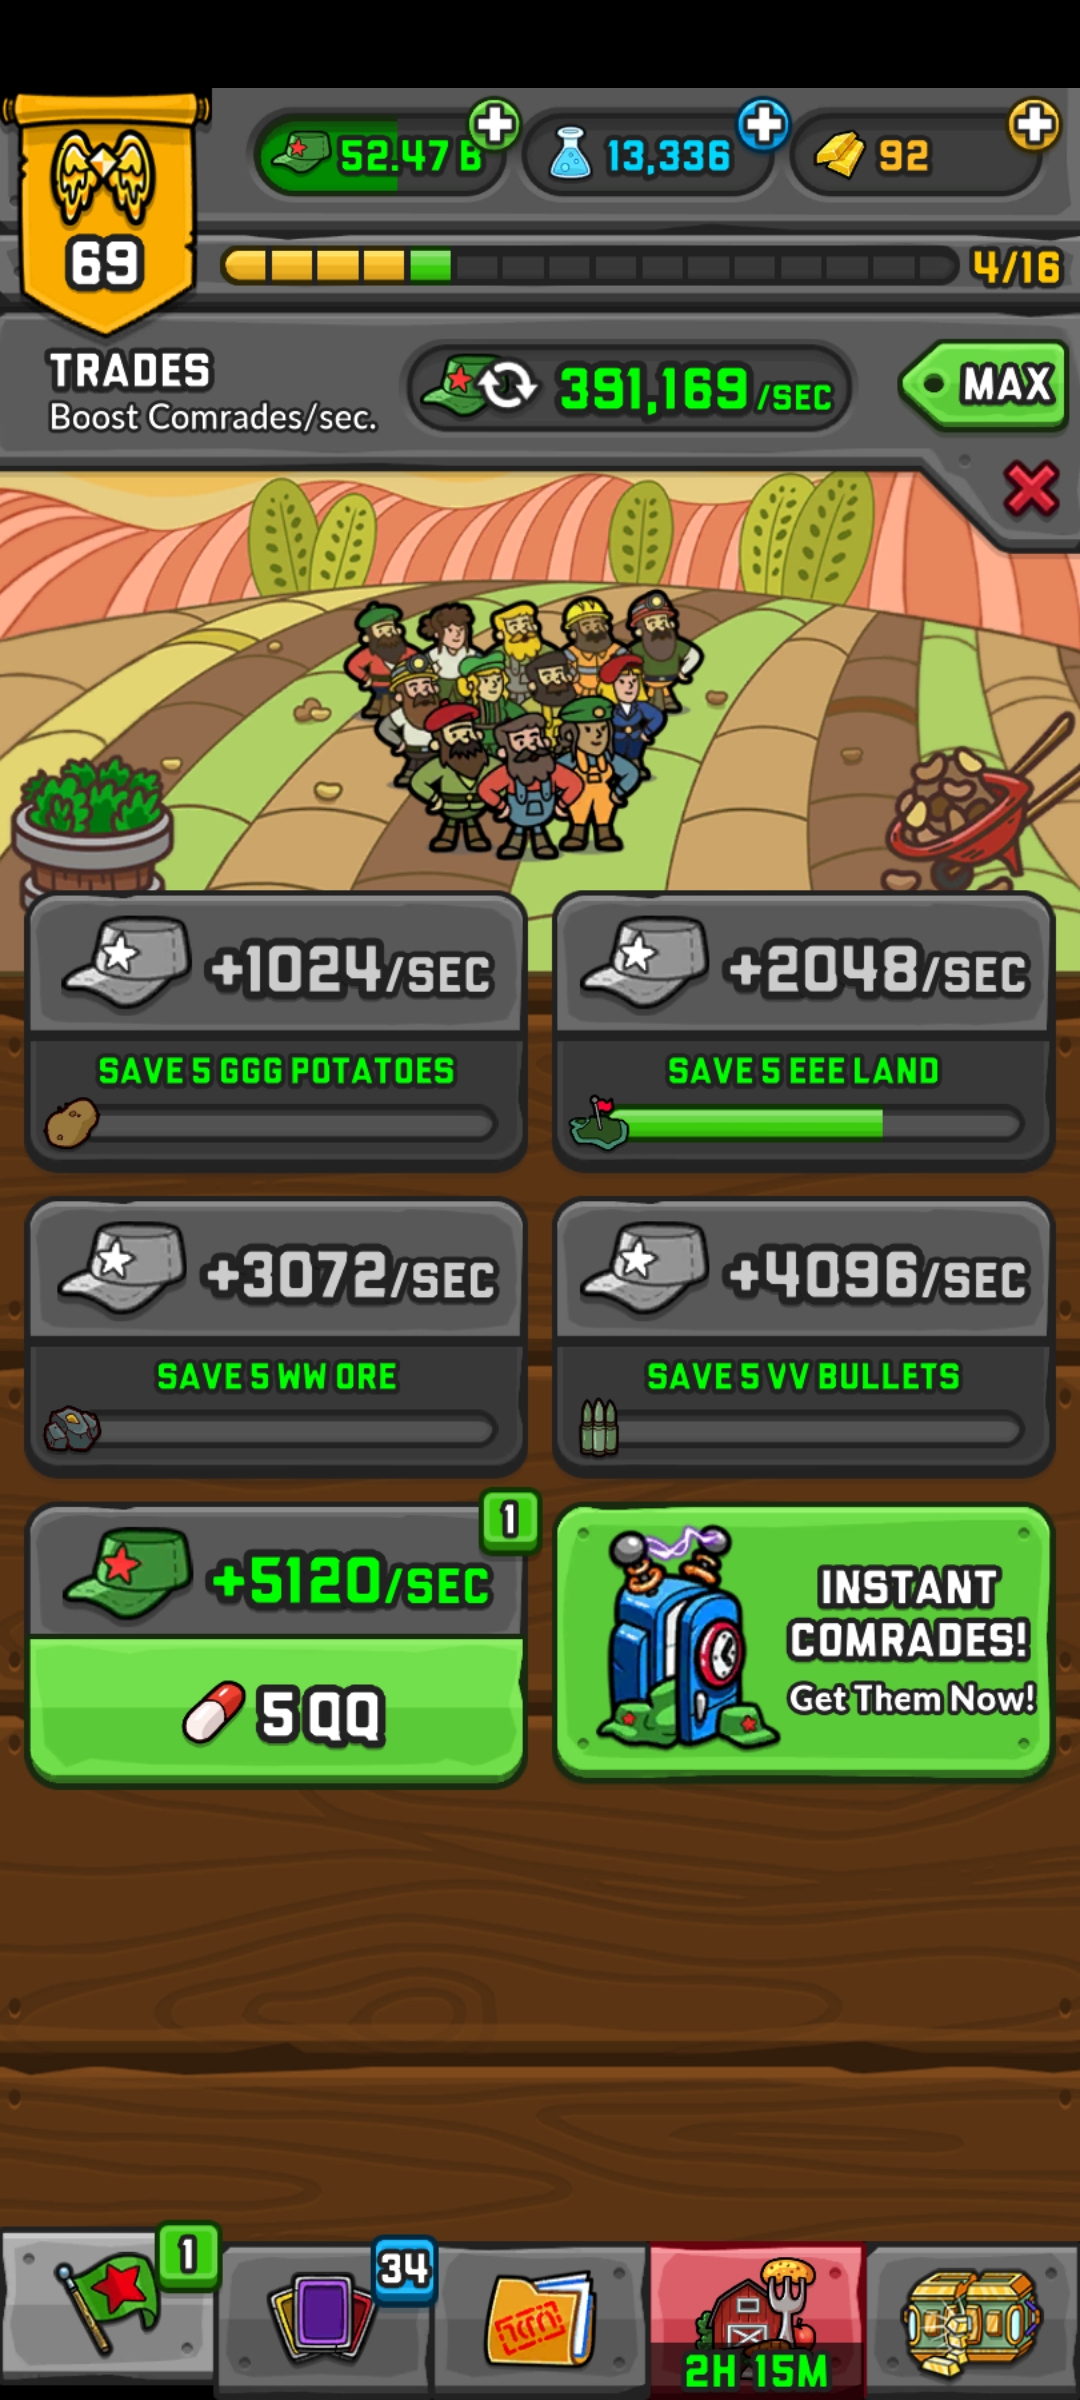 52.47 B
13,336
92
69
4/16
TRADES
Boost Comrades/sec.
391,169/SEC
MAX
+1024/SEC
SAVE 5 GGG POTATOES
+2048/SEC
SAVE 5 EEE LAND
+3072/SEC
SAVE 5 WW ORE
+4096/SEC
SAVE 5 VV BULLETS
1
+5120/SEC
5 QQ
INSTANT
COMRADES!
Get Them Now!
1
34
2H 15M